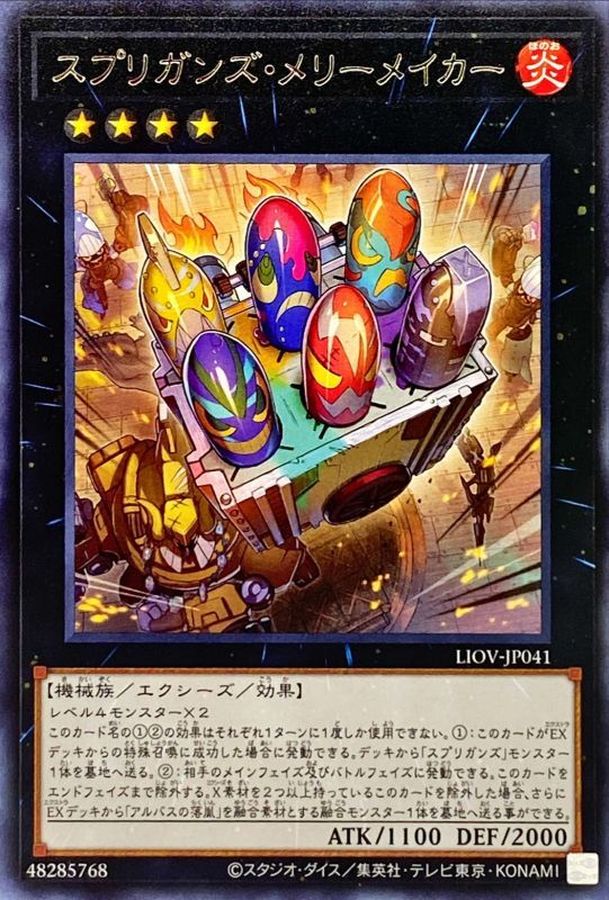 スプリガンズ・メリーメイカー
炎
ほのお
LIOV-JP041
【機械族／エクシーズ／効果】
レベル4モンスター×2
このカード名の①②の効果はそれぞれ1ターンに1度しか使用できない。①：このカードがEX
デッキからの特殊召喚に成功した場合に発動できる。デッキから「スプリガンズ」モンスター
1体を墓地へ送る。②：相手のメインフェイズ及びバトルフェイズに発動できる。このカードを
エンドフェイズまで除外する。X素材を2つ以上持っているこのカードを除外した場合、さらに
EXデッキから「アルバスの落胤」を融合素材とする融合モンスター1体を墓地へ送る事ができる。
ATK/1100 DEF/2000
48285768 ©スタジオ・ダイス／集英社・テレビ東京・KONAMI